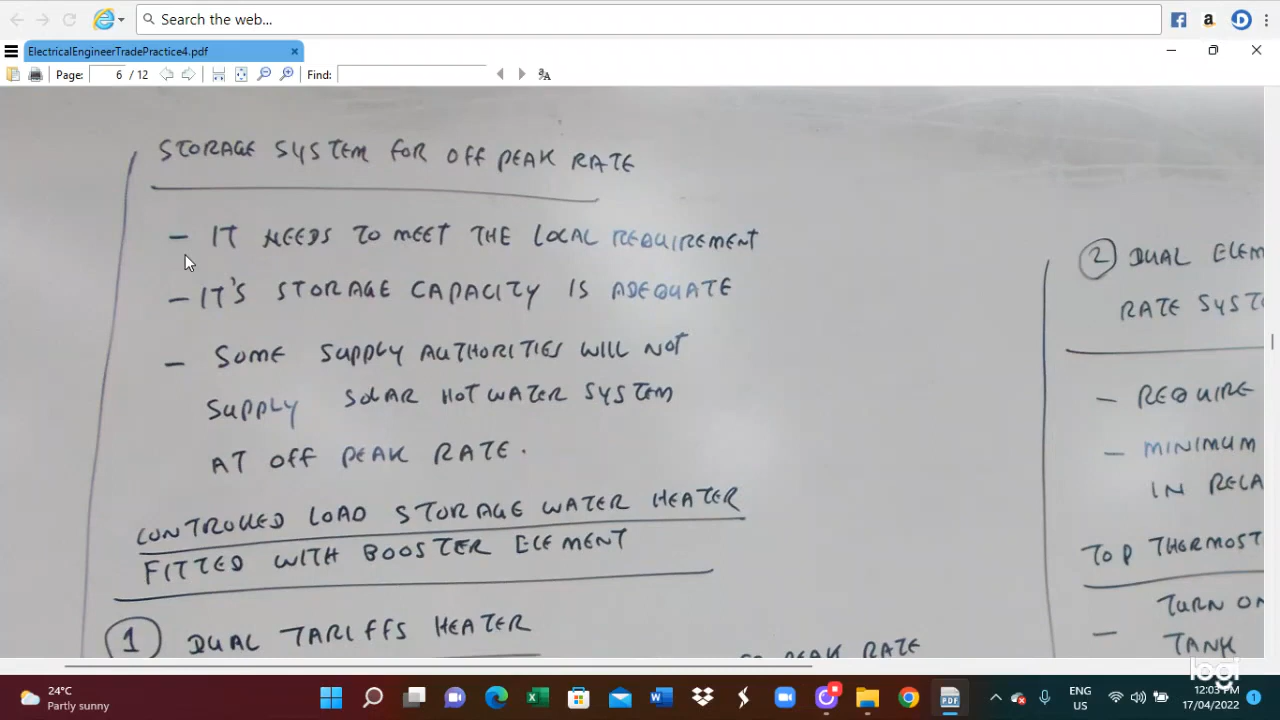 Search the web...
ElectricalEngineerTradePractice4.pdf
Page: 6 / 12 Find:
STORAGE SYSTEM FOR OFF PEAK RATE
- IT NEEDS TO MEET THE LOCAL REQUIREMENT
- IT'S STORAGE CAPACITY IS ADEQUATE
- SOME SUPPLY AUTHORITIES WILL NOT
SUPPLY SOLAR HOT WATER SYSTEM
AT OFF PEAK RATE.
CONTROLLED LOAD STORAGE WATER HEATER
FITTED WITH BOOSTER ELEMENT
1 DUAL TARIFFS HEATER
PEAK RATE
2 DUAL ELEM
RATE SYST
- REQUIRE
- MINIMUM
IN RELA
TOP THERMOST
- TURN ON
TANK
logi
24°C
Partly sunny
ENG
US
12:03 PM
17/04/2022